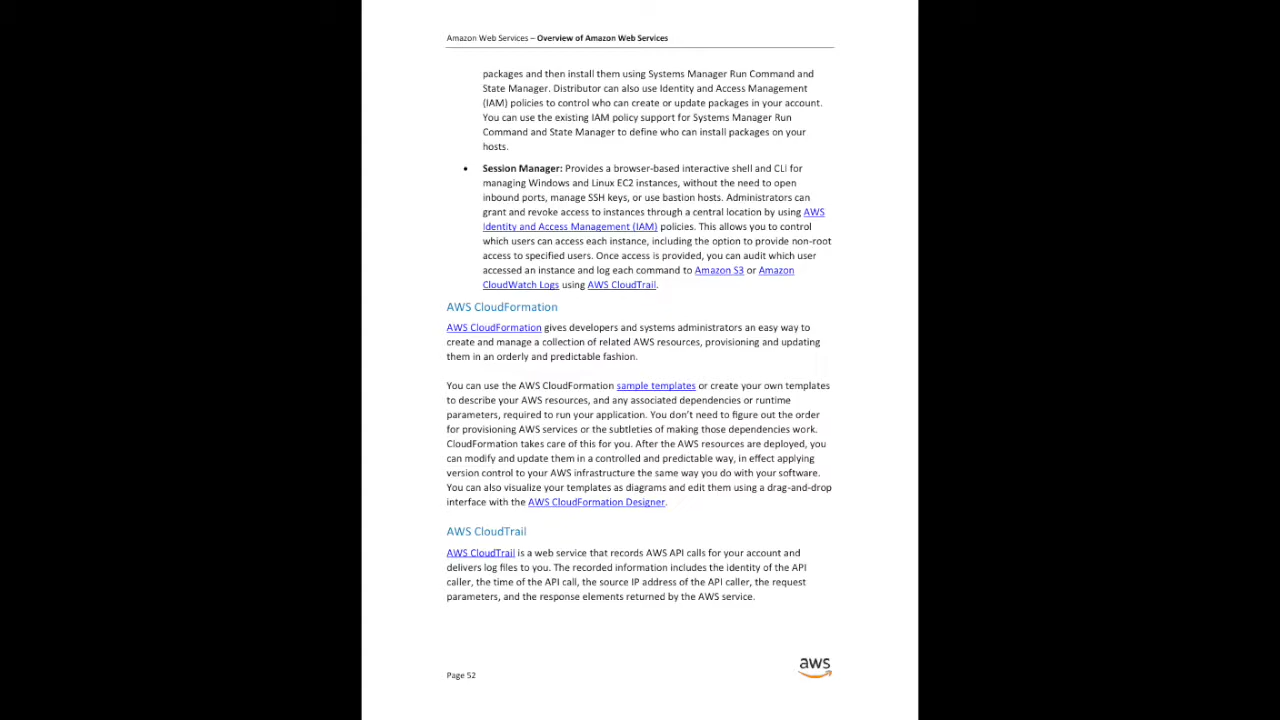 Amazon Web Services – Overview of Amazon Web Services
packages and then install them using Systems Manager Run Command and
State Manager. Distributor can also use Identity and Access Management
(IAM) policies to control who can create or update packages in your account.
You can use the existing IAM policy support for Systems Manager Run
Command and State Manager to define who can install packages on your
hosts.
• Session Manager: Provides a browser-based interactive shell and CLI for
managing Windows and Linux EC2 instances, without the need to open
inbound ports, manage SSH keys, or use bastion hosts. Administrators can
grant and revoke access to instances through a central location by using AWS
Identity and Access Management (IAM) policies. This allows you to control
which users can access each instance, including the option to provide non-root
access to specified users. Once access is provided, you can audit which user
accessed an instance and log each command to Amazon S3 or Amazon
CloudWatch Logs using AWS CloudTrail.
AWS CloudFormation
AWS CloudFormation gives developers and systems administrators an easy way to
create and manage a collection of related AWS resources, provisioning and updating
them in an orderly and predictable fashion.
You can use the AWS CloudFormation sample templates or create your own templates
to describe your AWS resources, and any associated dependencies or runtime
parameters, required to run your application. You don't need to figure out the order
for provisioning AWS services or the subtleties of making those dependencies work.
CloudFormation takes care of this for you. After the AWS resources are deployed, you
can modify and update them in a controlled and predictable way, in effect applying
version control to your AWS infrastructure the same way you do with your software.
You can also visualize your templates as diagrams and edit them using a drag-and-drop
interface with the AWS CloudFormation Designer.
AWS CloudTrail
AWS CloudTrail is a web service that records AWS API calls for your account and
delivers log files to you. The recorded information includes the identity of the API
caller, the time of the API call, the source IP address of the API caller, the request
parameters, and the response elements returned by the AWS service.
aws
Page 52